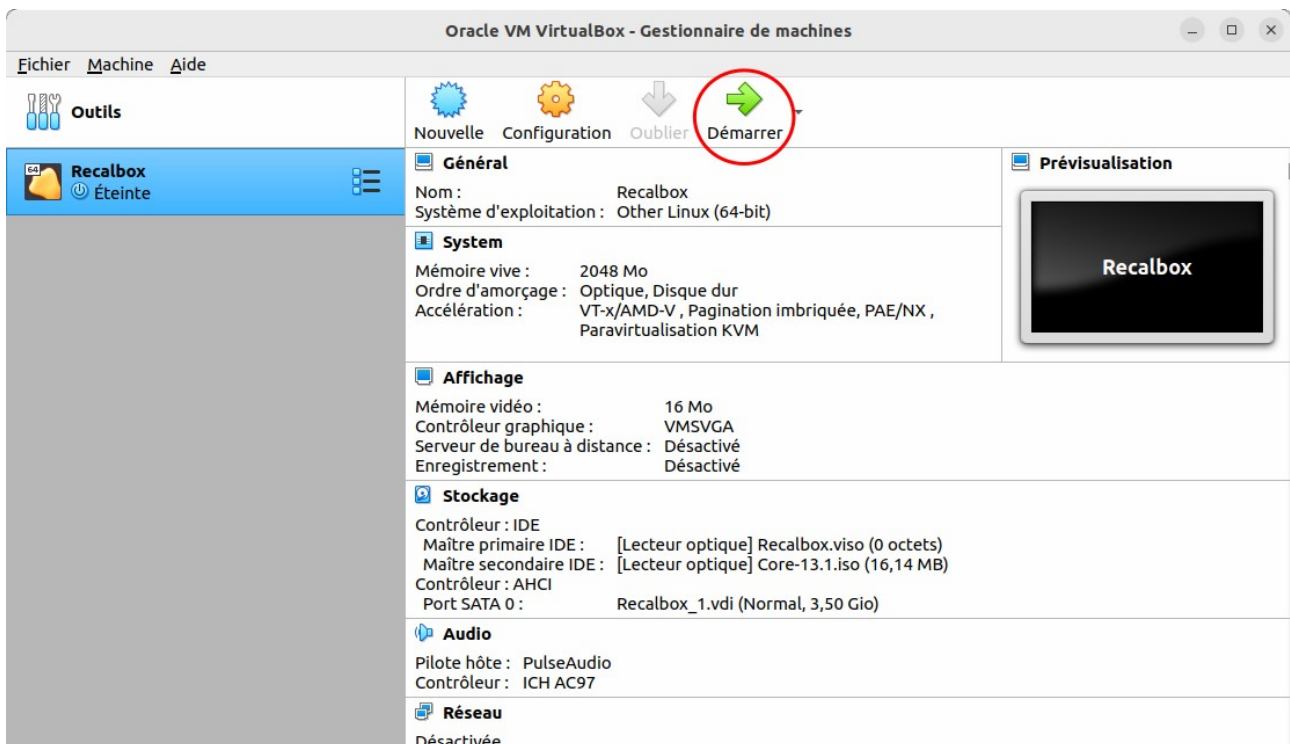 Oracle VM VirtualBox - Gestionnaire de machines
Fichier Machine Aide
Outils
Nouvelle Configuration Oublier Démarrer
64
Recalbox
Éteinte
Général
Nom : Recalbox
Système d'exploitation : Other Linux (64-bit)
Prévisualisation
Recalbox
System
Mémoire vive : 2048 Mo
Ordre d'amorçage : Optique, Disque dur
Accélération : VT-x/AMD-V , Pagination imbriquée, PAE/NX ,
Paravirtualisation KVM
Affichage
Mémoire vidéo : 16 Mo
Contrôleur graphique : VMSVGA
Serveur de bureau à distance : Désactivé
Enregistrement : Désactivé
Stockage
Contrôleur : IDE
Maître primaire IDE : [Lecteur optique] Recalbox.viso (0 octets)
Maître secondaire IDE : [Lecteur optique] Core-13.1.iso (16,14 MB)
Contrôleur : AHCI
Port SATA 0 : Recalbox_1.vdi (Normal, 3,50 Gio)
Audio
Pilote hôte : PulseAudio
Contrôleur : ICH AC97
Réseau
Désactivée